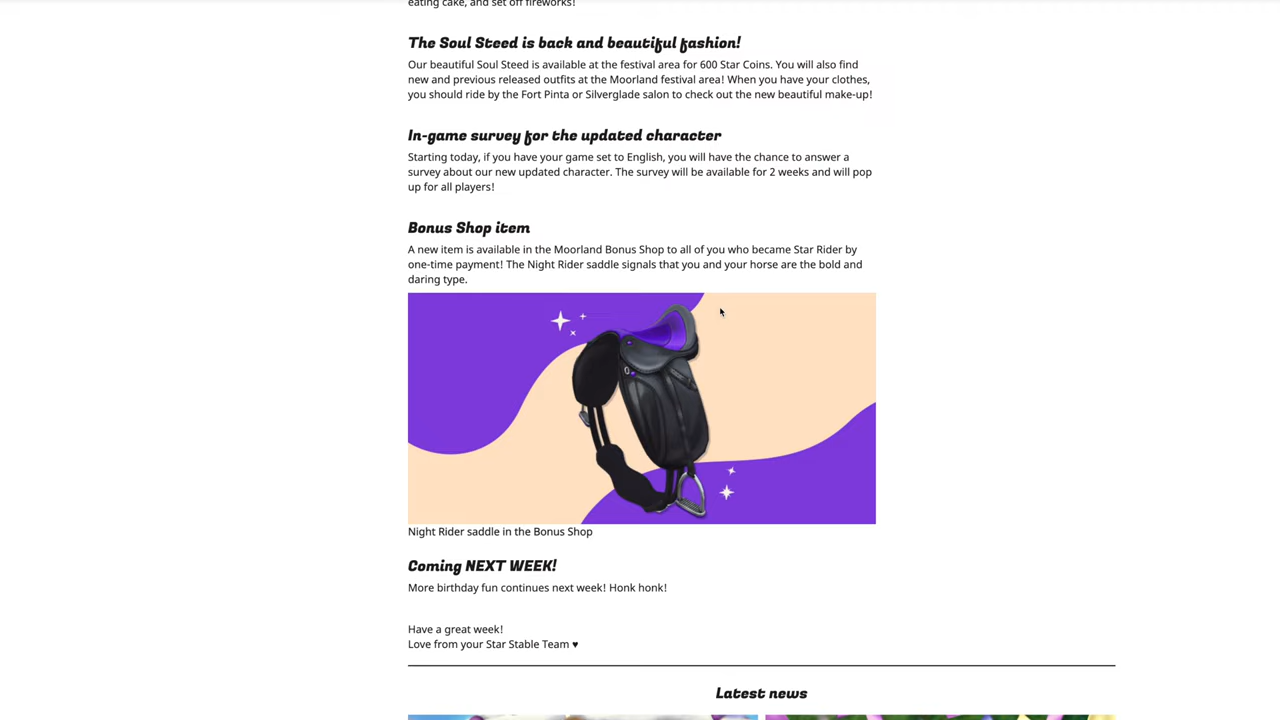 eating cake, and set off fireworks!
The Soul Steed is back and beautiful fashion!
Our beautiful Soul Steed is available at the festival area for 600 Star Coins. You will also find
new and previous released outfits at the Moorland festival area! When you have your clothes,
you should ride by the Fort Pinta or Silverglade salon to check out the new beautiful make-up!
In-game survey for the updated character
Starting today, if you have your game set to English, you will have the chance to answer a
survey about our new updated character. The survey will be available for 2 weeks and will pop
up for all players!
Bonus Shop item
A new item is available in the Moorland Bonus Shop to all of you who became Star Rider by
one-time payment! The Night Rider saddle signals that you and your horse are the bold and
daring type.
Night Rider saddle in the Bonus Shop
Coming NEXT WEEK!
More birthday fun continues next week! Honk honk!
Have a great week!
Love from your Star Stable Team ♥
Latest news